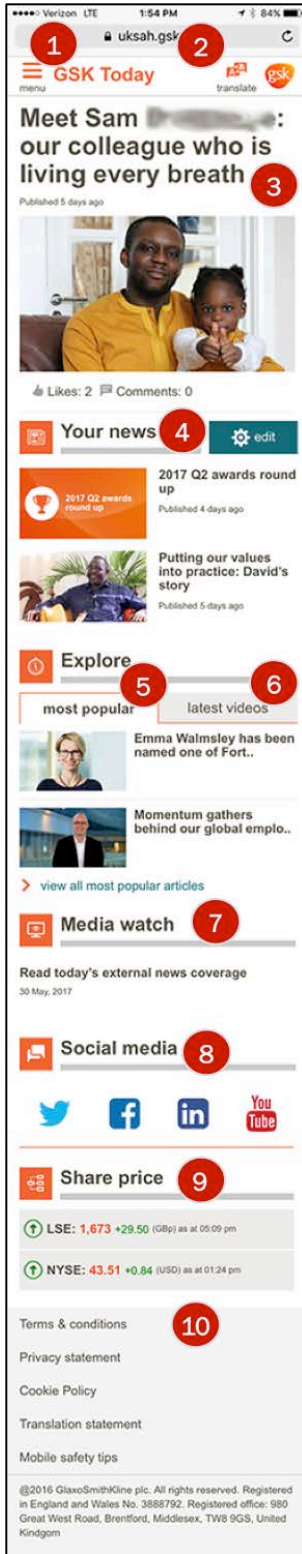 Verizon LTE 1:54 PM 84%
1 uksah.gsk 2
menu GSK Today translate gsk
Meet Sam :
our colleague who is
living every breath 3
Published 5 days ago
Likes: 2 Comments: 0
Your news 4 edit
2017 Q2 awards
round up
2017 Q2 awards round
up
Published 4 days ago
Putting our values
into practice: David's
story
Published 5 days ago
Explore
5 6
most popular latest videos
Emma Walmsley has been
named one of Fort..
Momentum gathers
behind our global emplo..
view all most popular articles
Media watch 7
Read today's external news coverage
30 May, 2017
Social media 8
in You
Tube
Share price 9
LSE: 1,673 +29.50 (GBp) as at 05:09 pm
NYSE: 43.51 +0.84 (USD) as at 01:24 pm
Terms & conditions 10
Privacy statement
Cookie Policy
Translation statement
Mobile safety tips
@2016 GlaxoSmithKline plc. All rights reserved. Registered
in England and Wales No. 3888792. Registered office: 980
Great West Road, Brentford, Middlesex, TW8 9GS, United
Kindgom